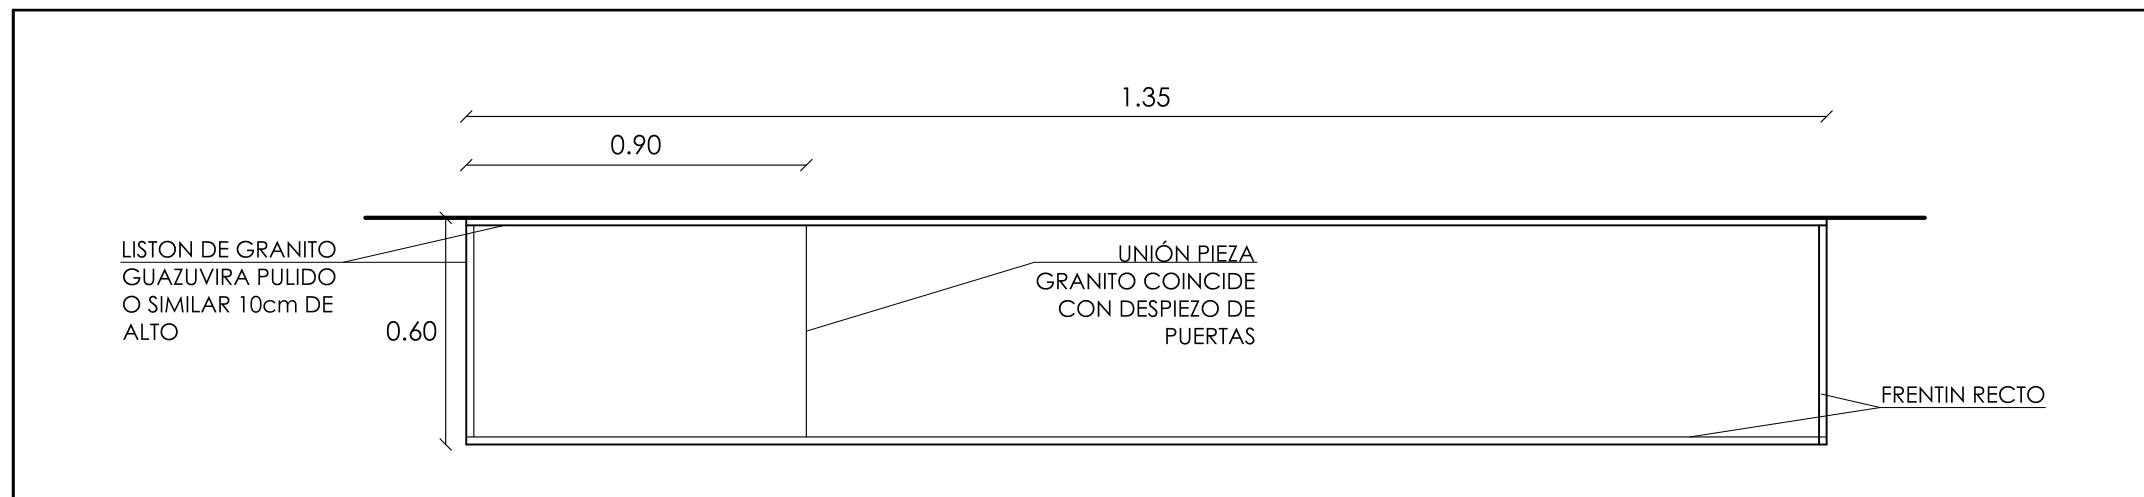 1.35
0.90
LISTON DE GRANITO
GUAZUVIRA PULIDO
O SIMILAR 10cm DE
ALTO
0.60
UNIÓN PIEZA
GRANITO COINCIDE
CON DESPIEZO DE
PUERTAS
FRENTIN RECTO